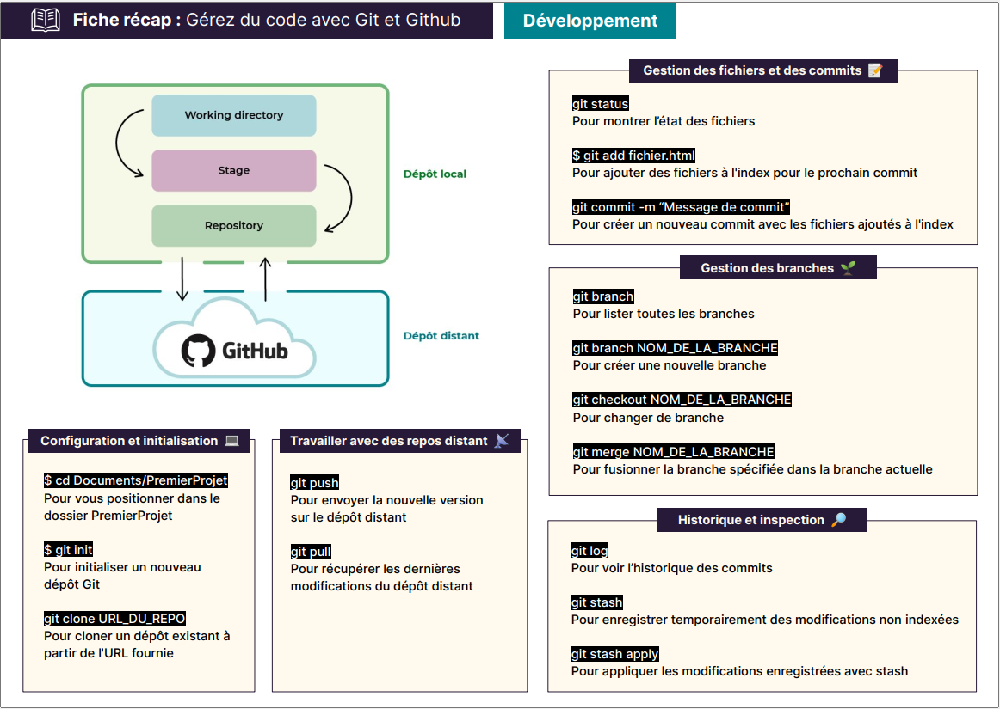 Fiche récap : Gérez du code avec Git et Github
Développement
Working directory
Stage
Repository
Dépôt local
GitHub
Dépôt distant
Configuration et initialisation
$ cd Documents/PremierProjet
Pour vous positionner dans le
dossier PremierProjet
$ git init
Pour initialiser un nouveau
dépôt Git
git clone URL_DU_REPO
Pour cloner un dépôt existant à
partir de l'URL fournie
Travailler avec des repos distant
git push
Pour envoyer la nouvelle version
sur le dépôt distant
git pull
Pour récupérer les dernières
modifications du dépôt distant
Gestion des fichiers et des commits
git status
Pour montrer l’état des fichiers
$ git add fichier.html
Pour ajouter des fichiers à l'index pour le prochain commit
git commit -m “Message de commit”
Pour créer un nouveau commit avec les fichiers ajoutés à l'index
Gestion des branches
git branch
Pour lister toutes les branches
git branch NOM_DE_LA_BRANCHE
Pour créer une nouvelle branche
git checkout NOM_DE_LA_BRANCHE
Pour changer de branche
git merge NOM_DE_LA_BRANCHE
Pour fusionner la branche spécifiée dans la branche actuelle
Historique et inspection
git log
Pour voir l’historique des commits
git stash
Pour enregistrer temporairement des modifications non indexées
git stash apply
Pour appliquer les modifications enregistrées avec stash